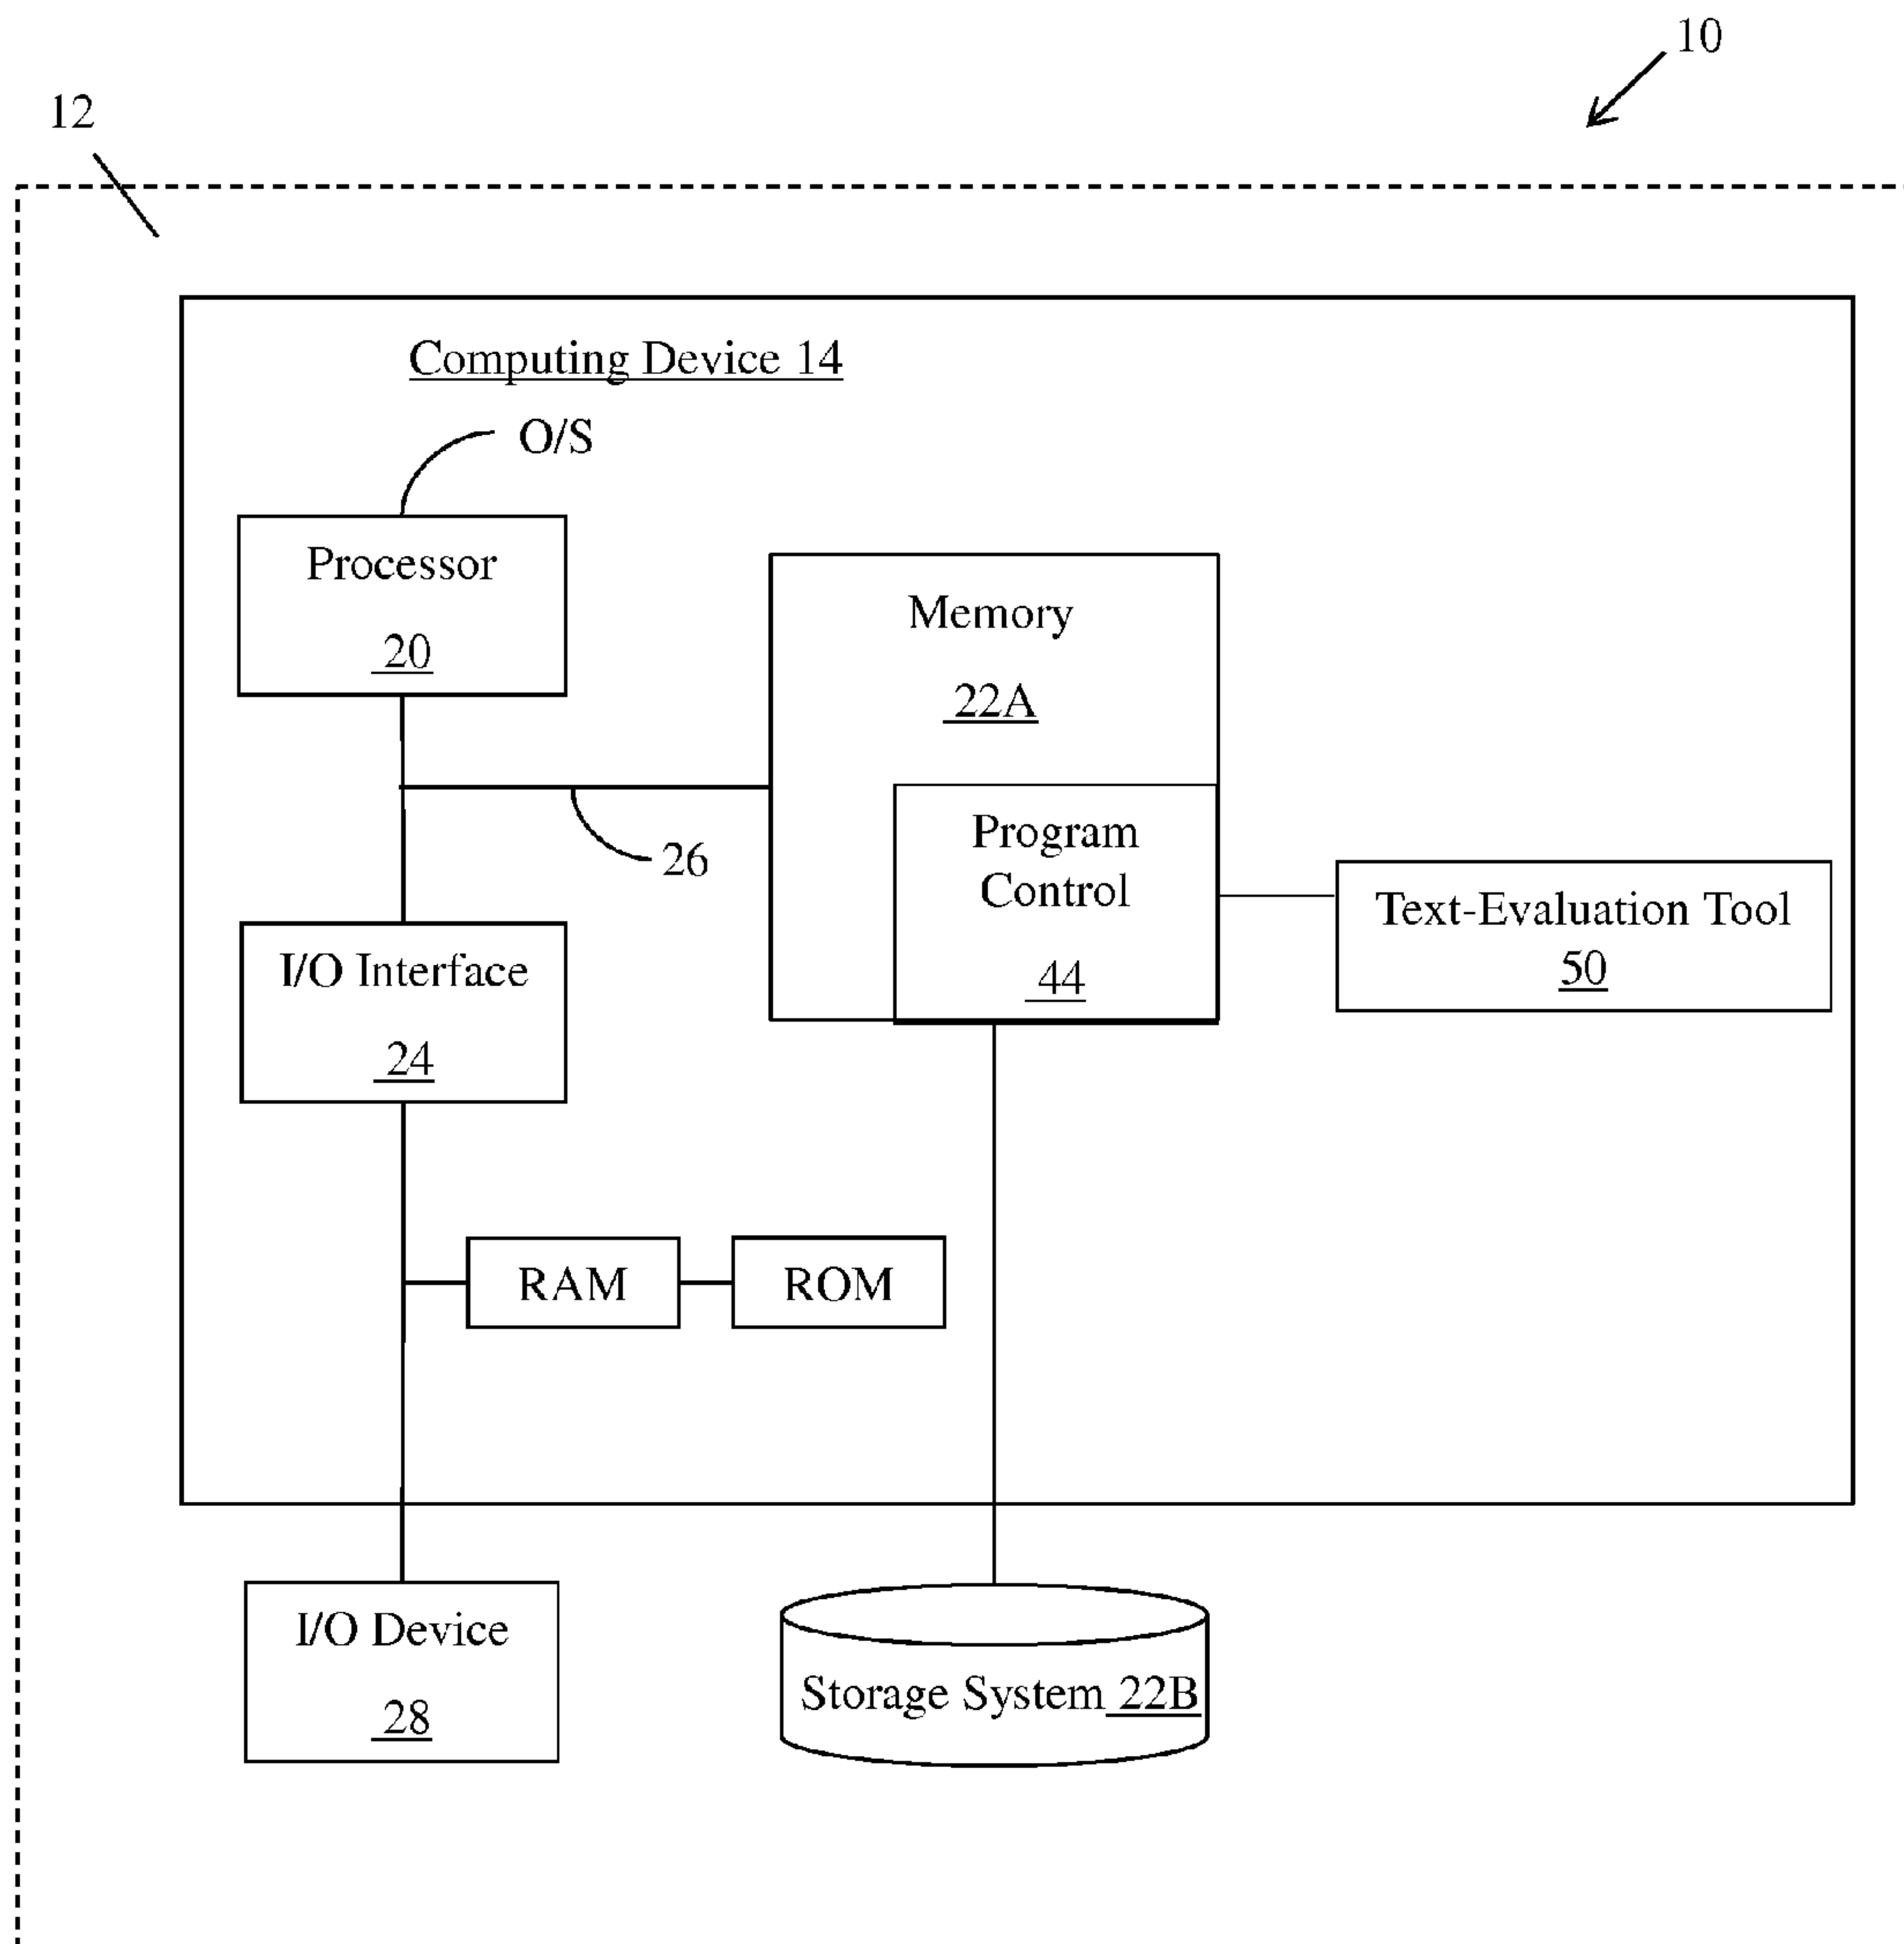 10
12
Computing Device 14
O/S
Processor
20
Memory
22A
Program
Control
44
26
Text-Evaluation Tool
50
I/O Interface
24
RAM
ROM
I/O Device
28
Storage System 22B